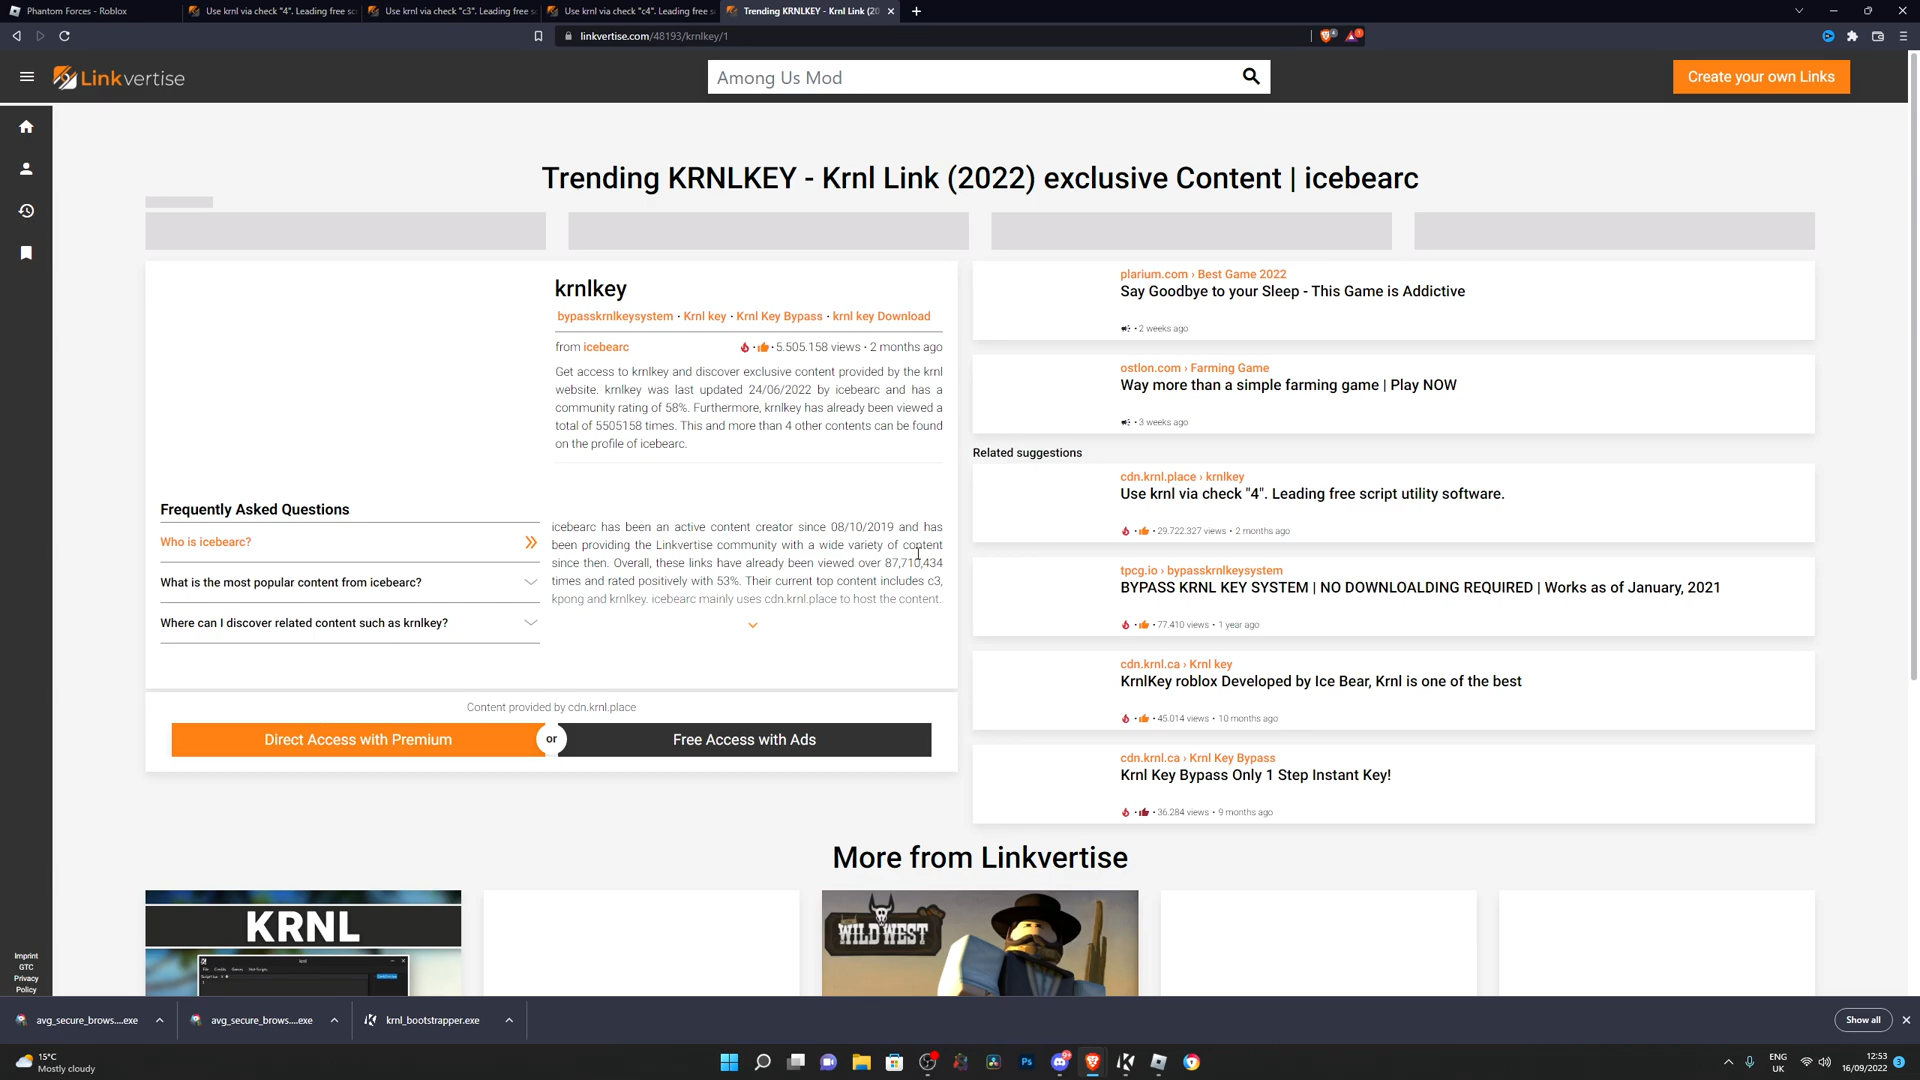 Phantom Forces - Roblox
Use krnl via check "4". Leading free sc
Use krnl via check "c3". Leading free s
Use krnl via check "c4". Leading free s
Trending KRNLKEY - Krnl Link (20
linkvertise.com/48193/krnlkey/1
Linkvertise
Among Us Mod
Create your own Links
Trending KRNLKEY - Krnl Link (2022) exclusive Content | icebearc
krnlkey
bypasskrnlkeysystem · Krnl key · Krnl Key Bypass · krnl key Download
from icebearc
5.505.158 views · 2 months ago
Get access to krnlkey and discover exclusive content provided by the krnl
website. krnlkey was last updated 24/06/2022 by icebearc and has a
community rating of 58%. Furthermore, krnlkey has already been viewed a
total of 5505158 times. This and more than 4 other contents can be found
on the profile of icebearc.
Frequently Asked Questions
Who is icebearc?
What is the most popular content from icebearc?
Where can I discover related content such as krnlkey?
icebearc has been an active content creator since 08/10/2019 and has
been providing the Linkvertise community with a wide variety of content
since then. Overall, these links have already been viewed over 87,710,434
times and rated positively with 53%. Their current top content includes c3,
kpong and krnlkey. icebearc mainly uses cdn.krnl.place to host the content.
Content provided by cdn.krnl.place
Direct Access with Premium
or
Free Access with Ads
plarium.com › Best Game 2022
Say Goodbye to your Sleep - This Game is Addictive
• 2 weeks ago
ostlon.com › Farming Game
Way more than a simple farming game | Play NOW
• 3 weeks ago
Related suggestions
cdn.krnl.place › krnlkey
Use krnl via check "4". Leading free script utility software.
29.722.327 views • 2 months ago
tpcg.io › bypasskrnlkeysystem
BYPASS KRNL KEY SYSTEM | NO DOWNLOALDING REQUIRED | Works as of January, 2021
77.410 views • 1 year ago
cdn.krnl.ca › Krnl key
KrnlKey roblox Developed by Ice Bear, Krnl is one of the best
45.014 views • 10 months ago
cdn.krnl.ca › Krnl Key Bypass
Krnl Key Bypass Only 1 Step Instant Key!
36.284 views • 9 months ago
More from Linkvertise
KRNL
WILD WEST
Imprint
GTC
Privacy
Policy
avg_secure_brows....exe
avg_secure_brows....exe
krnl_bootstrapper.exe
Show all
15°C
Mostly cloudy
ENG
UK
12:53
16/09/2022
3